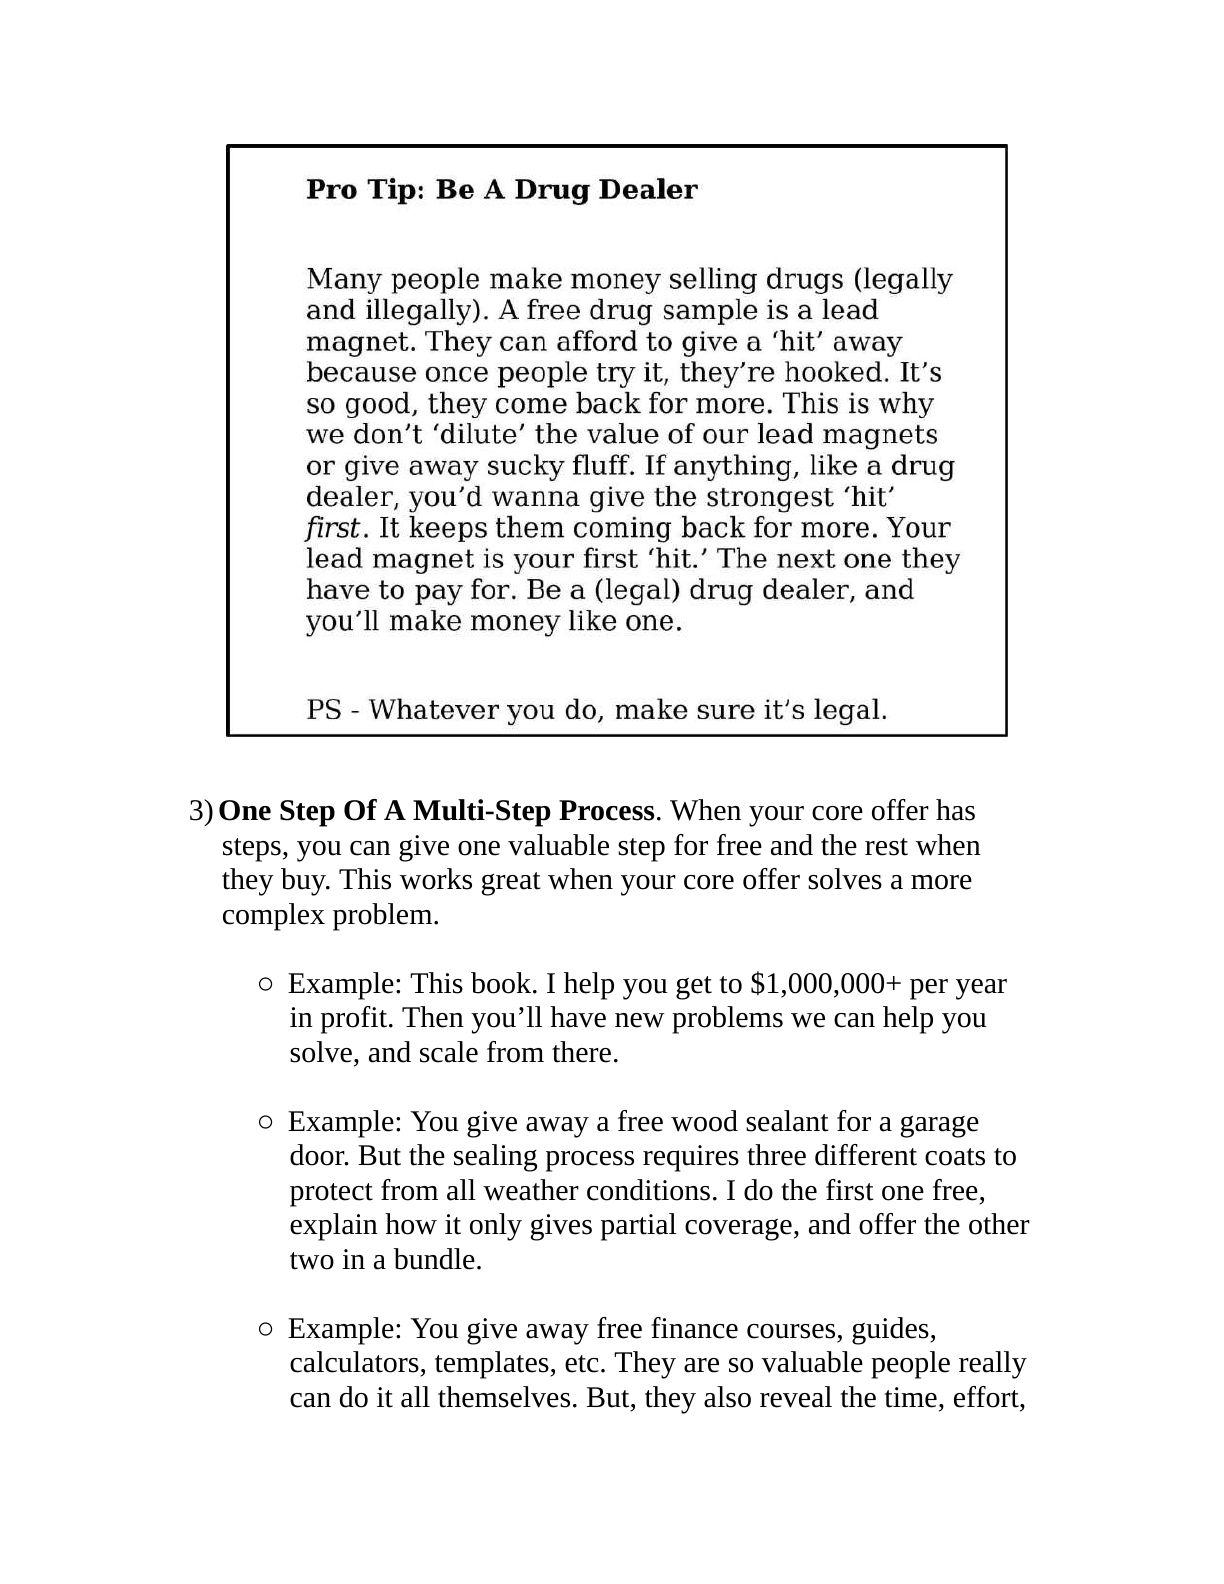 Pro Tip: Be A Drug Dealer
Many people make money selling drugs (legally
and illegally). A free drug sample is a lead
magnet. They can afford to give a ‘hit’ away
because once people try it, they’re hooked. It’s
so good, they come back for more. This is why
we don’t ‘dilute’ the value of our lead magnets
or give away sucky fluff. If anything, like a drug
dealer, you’d wanna give the strongest ‘hit’
first. It keeps them coming back for more. Your
lead magnet is your first ‘hit.’ The next one they
have to pay for. Be a (legal) drug dealer, and
you’ll make money like one.
PS - Whatever you do, make sure it’s legal.
3) One Step Of A Multi-Step Process. When your core offer has
steps, you can give one valuable step for free and the rest when
they buy. This works great when your core offer solves a more
complex problem.
○ Example: This book. I help you get to $1,000,000+ per year
in profit. Then you’ll have new problems we can help you
solve, and scale from there.
○ Example: You give away a free wood sealant for a garage
door. But the sealing process requires three different coats to
protect from all weather conditions. I do the first one free,
explain how it only gives partial coverage, and offer the other
two in a bundle.
○ Example: You give away free finance courses, guides,
calculators, templates, etc. They are so valuable people really
can do it all themselves. But, they also reveal the time, effort,